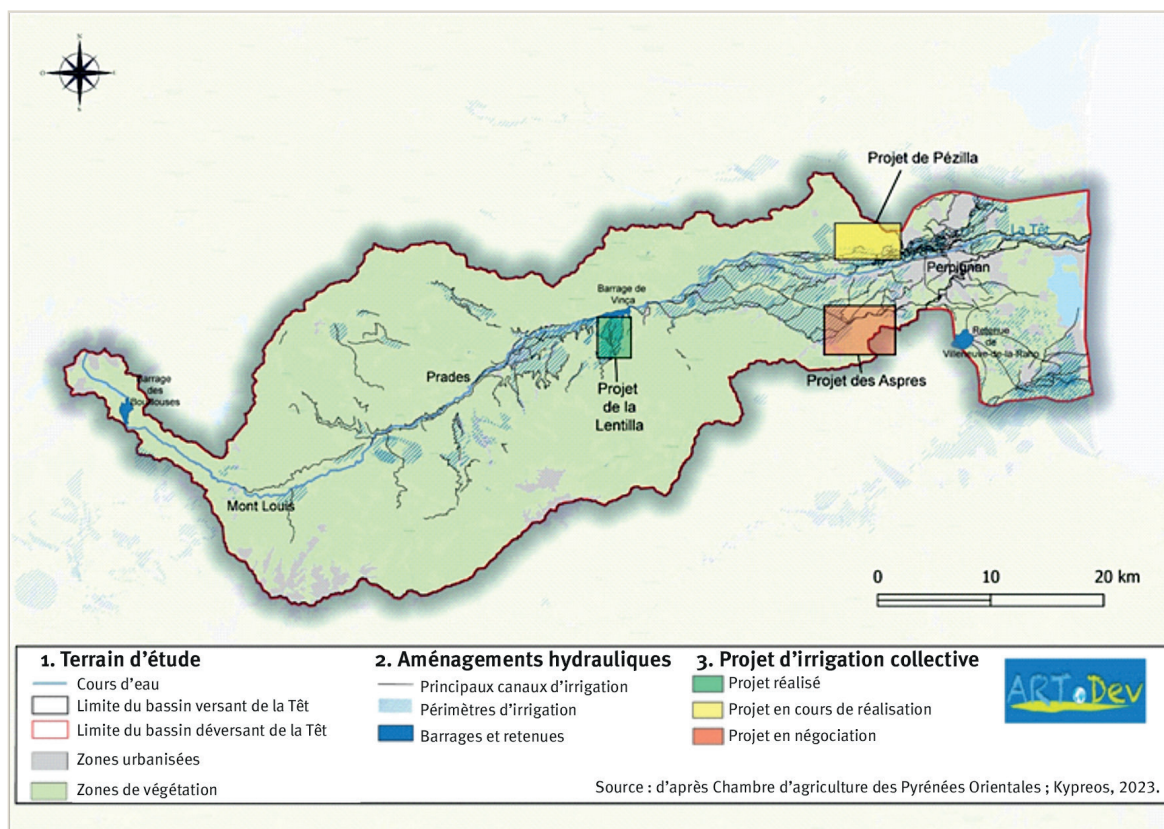 N
O
E
S
Projet de Pézilla
La Têt
Perpignan
Barrage de
Vinça
Retenue
de
Villeneuve-de-la-Raho
Prades
Projet des Aspres
Projet
de la
Lentilla
Barrage
des
Bouillouses
Mont Louis
0 10 20 km
1. Terrain d'étude
Cours d'eau
Limite du bassin versant de la Têt
Limite du bassin déversant de la Têt
Zones urbanisées
Zones de végétation
2. Aménagements hydrauliques
Principaux canaux d'irrigation
Périmètres d'irrigation
Barrages et retenues
3. Projet d'irrigation collective
Projet réalisé
Projet en cours de réalisation
Projet en négociation
ART.Dev
Source : d'après Chambre d'agriculture des Pyrénées Orientales ; Kypreos, 2023.